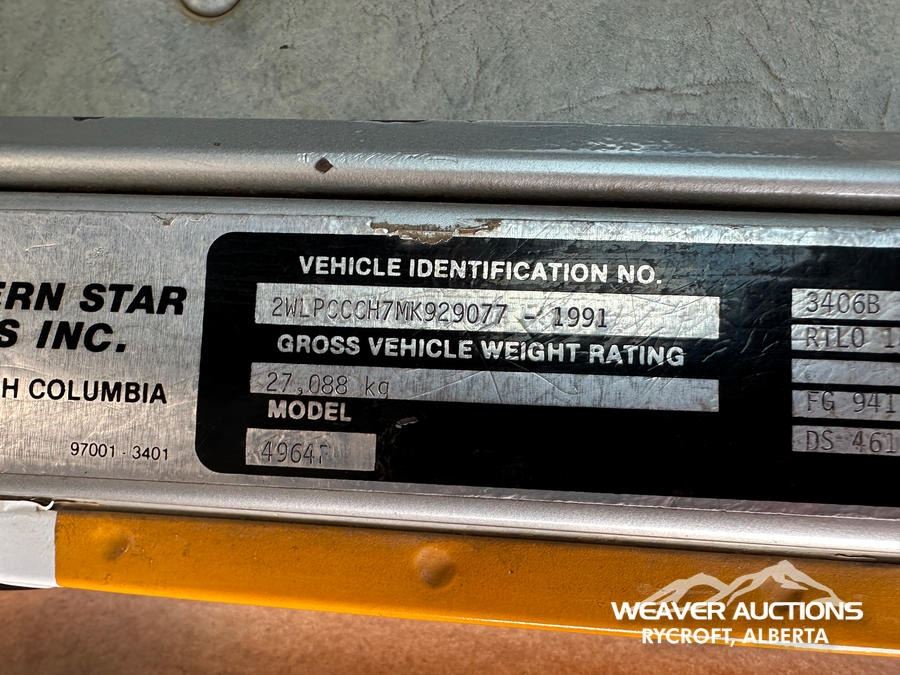 ERN STAR
S INC.
H COLUMBIA
97001 - 3401
VEHICLE IDENTIFICATION NO.
2WLPCCCH7MK929077 - 1991
GROSS VEHICLE WEIGHT RATING
27,088 kg
MODEL
4964F
3406B
RTLO 1
FG 941
DS 461
WEAVER AUCTIONS
RYCROFT, ALBERTA